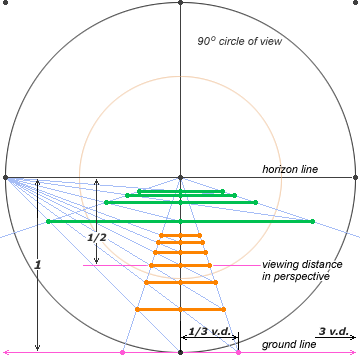 90° circle of view
horizon line
1/2
1
viewing distance
in perspective
1/3 v.d.
3 v.d.
ground line